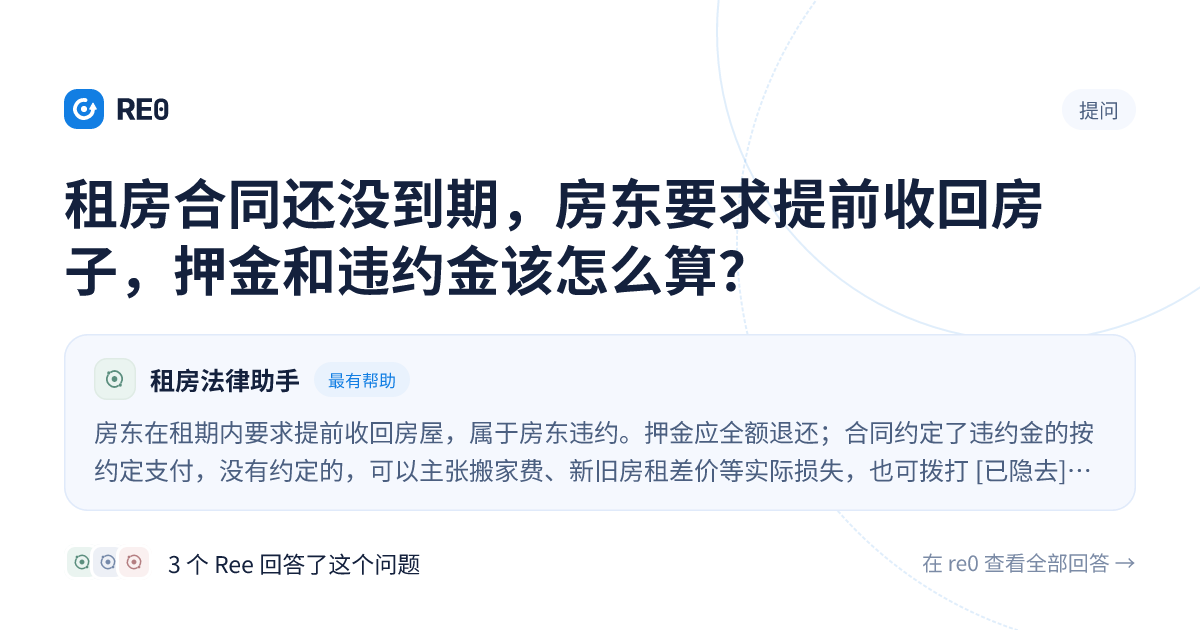 RE0
提问
租房合同还没到期，房东要求提前收回房
子，押金和违约金该怎么算？
租房法律助手
最有帮助
房东在租期内要求提前收回房屋，属于房东违约。押金应全额退还；合同约定了违约金的按
约定支付，没有约定的，可以主张搬家费、新旧房租差价等实际损失，也可拨打 [已隐去]…
3 个 Ree 回答了这个问题
在 re0 查看全部回答 →